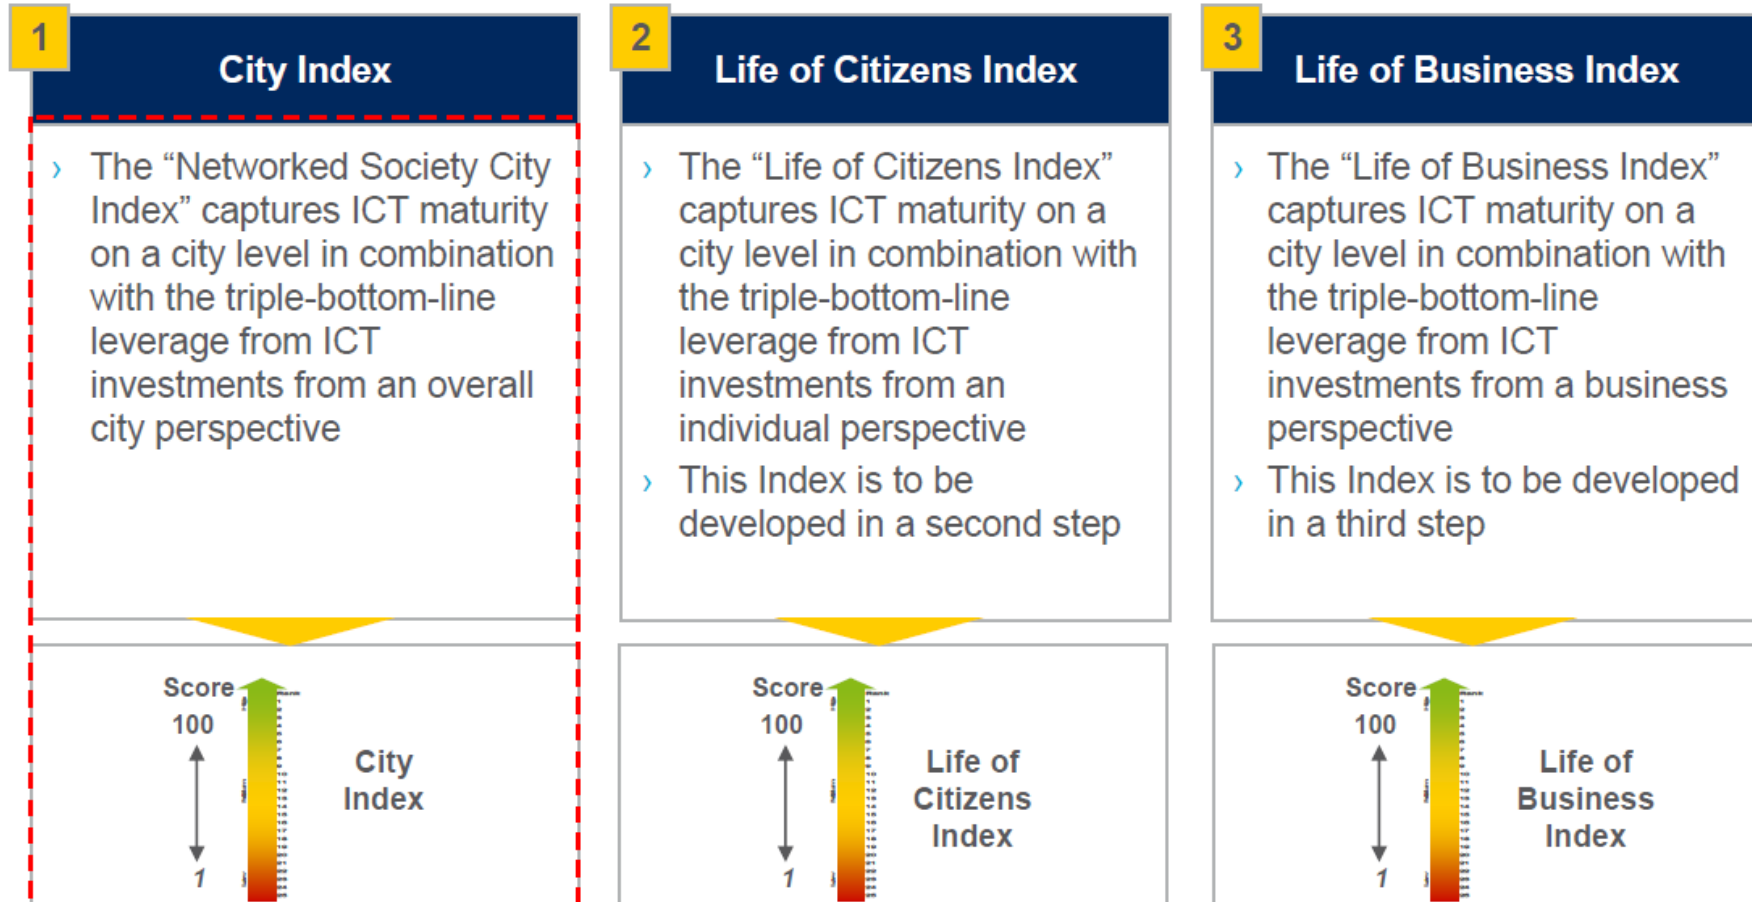 1
City Index
› The “Networked Society City
Index” captures ICT maturity
on a city level in combination
with the triple-bottom-line
leverage from ICT
investments from an overall
city perspective
Score
100
1
City
Index
2
Life of Citizens Index
› The “Life of Citizens Index”
captures ICT maturity on a
city level in combination with
the triple-bottom-line
leverage from ICT
investments from an
individual perspective
› This Index is to be
developed in a second step
Score
100
1
Life of
Citizens
Index
3
Life of Business Index
› The “Life of Business Index”
captures ICT maturity on a
city level in combination with
the triple-bottom-line
leverage from ICT
investments from a business
perspective
› This Index is to be developed
in a third step
Score
100
1
Life of
Business
Index